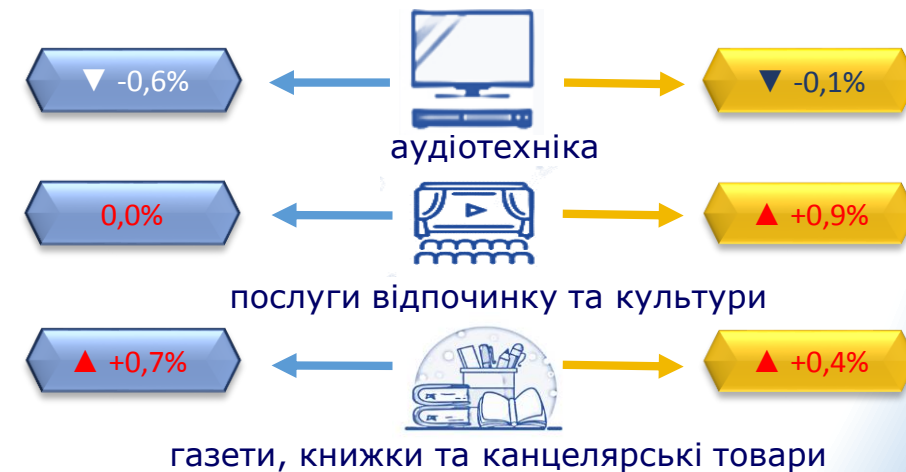 ▼ -0,6%
▼ -0,1%
аудіотехніка
0,0%
▲ +0,9%
послуги відпочинку та культури
▲ +0,7%
▲ +0,4%
газети, книжки та канцелярські товари